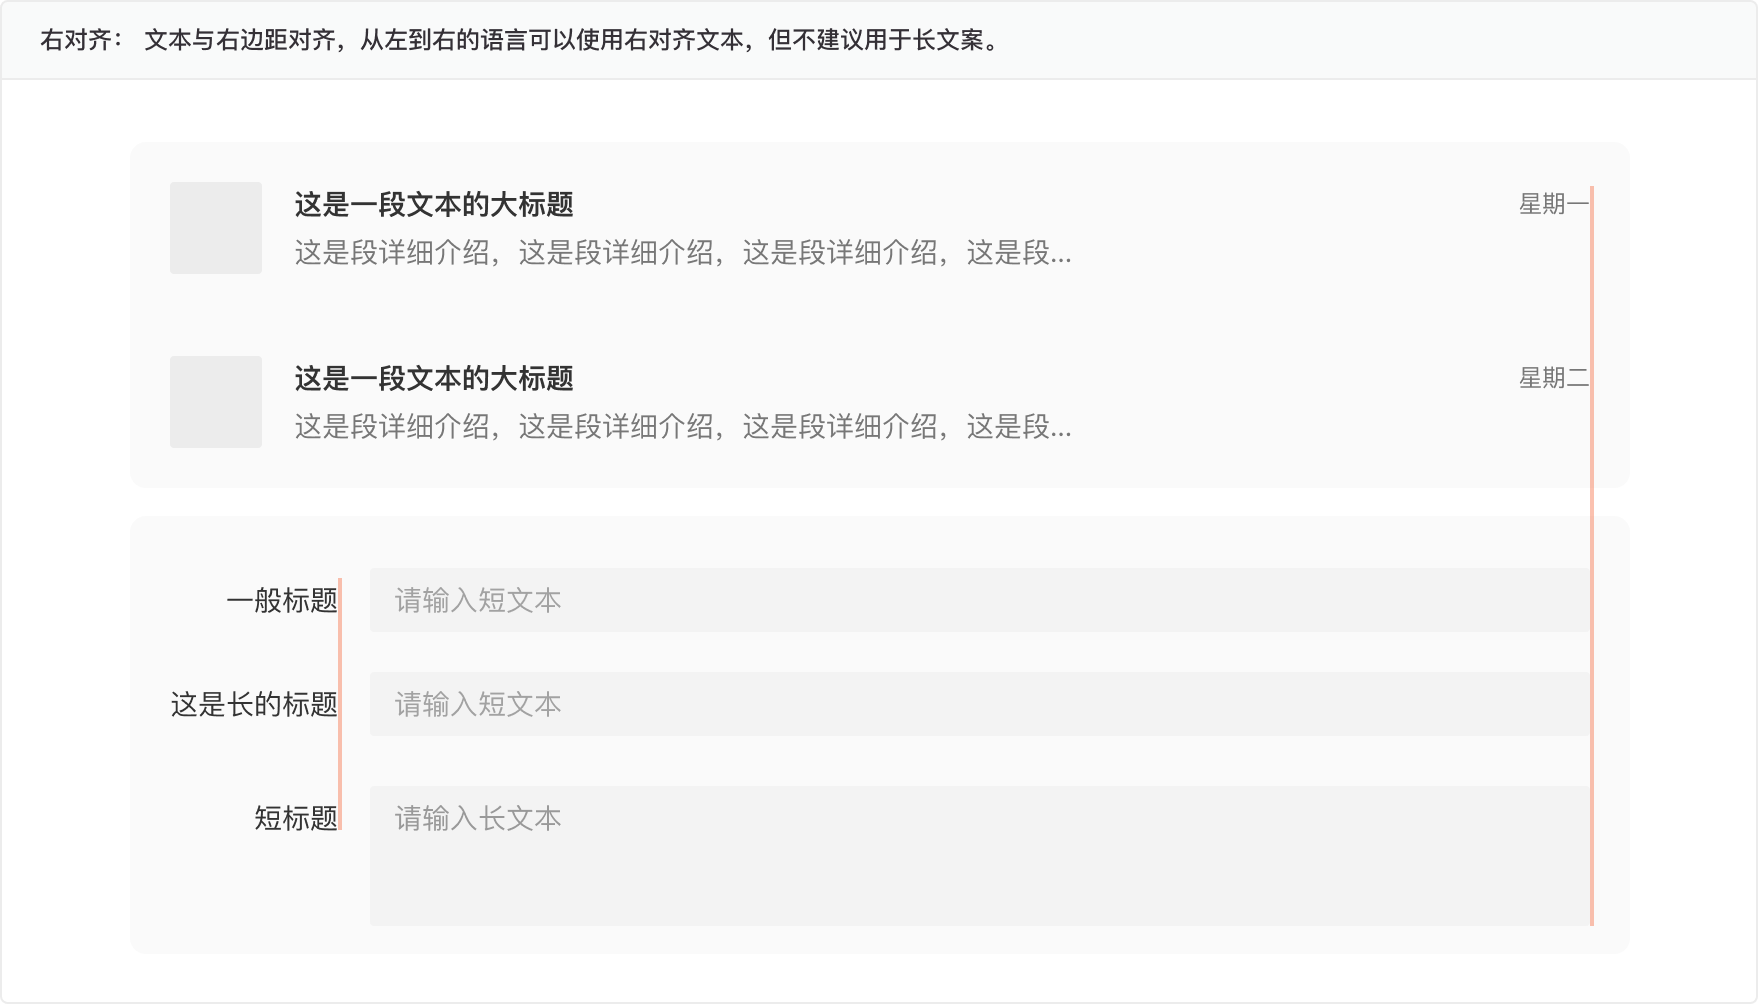 右对齐： 文本与右边距对齐，从左到右的语言可以使用右对齐文本，但不建议用于长文案。
这是一段文本的大标题
星期一
这是段详细介绍，这是段详细介绍，这是段详细介绍，这是段...
这是一段文本的大标题
星期二
这是段详细介绍，这是段详细介绍，这是段详细介绍，这是段...
一般标题
请输入短文本
这是长的标题
请输入短文本
短标题
请输入长文本